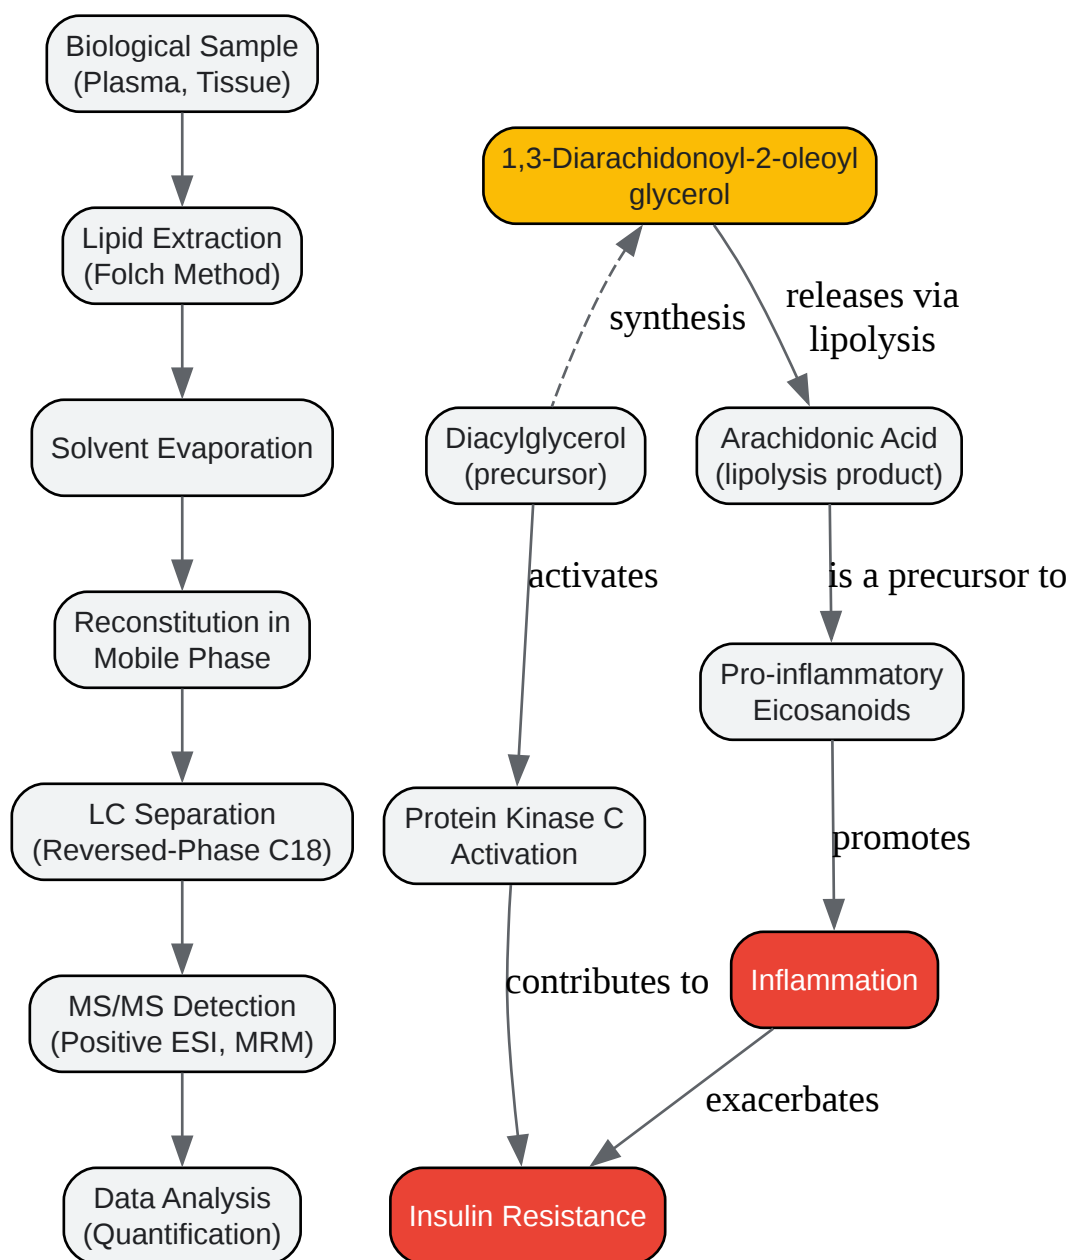 Biological Sample
(Plasma, Tissue)
Lipid Extraction
(Folch Method)
Solvent Evaporation
Reconstitution in
Mobile Phase
LC Separation
(Reversed-Phase C18)
MS/MS Detection
(Positive ESI, MRM)
Data Analysis
(Quantification)
1,3-Diarachidonoyl-2-oleoyl
glycerol
synthesis
releases via
lipolysis
Diacylglycerol
(precursor)
Arachidonic Acid
(lipolysis product)
activates
is a precursor to
Pro-inflammatory
Eicosanoids
Protein Kinase C
Activation
promotes
contributes to
Inflammation
exacerbates
Insulin Resistance